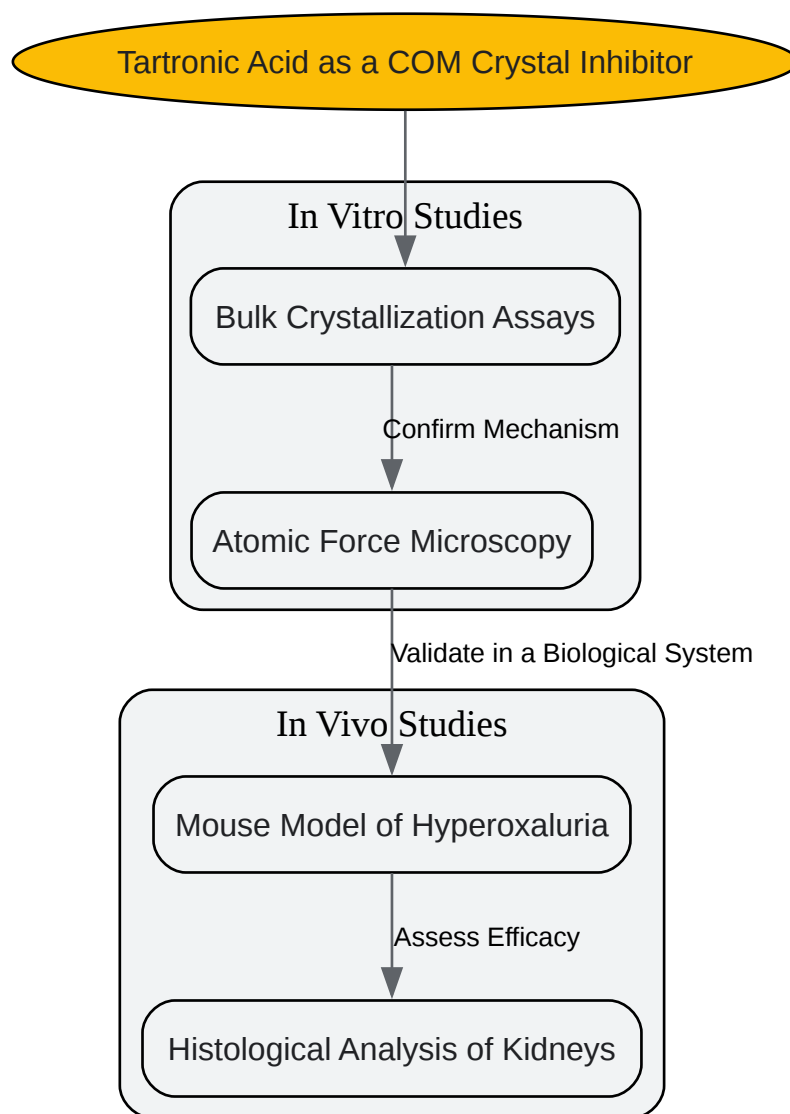 Tartronic Acid as a COM Crystal Inhibitor
In Vitro Studies
Bulk Crystallization Assays
Confirm Mechanism
Atomic Force Microscopy
Validate in a Biological System
In Vivo Studies
Mouse Model of Hyperoxaluria
Assess Efficacy
Histological Analysis of Kidneys